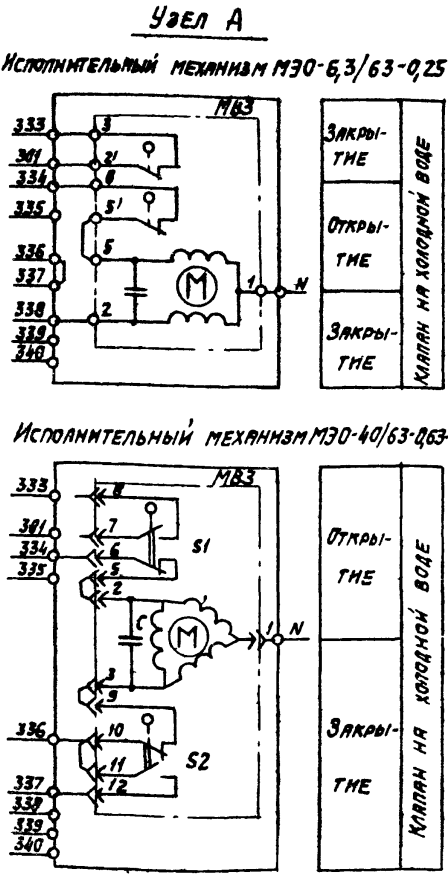 Узел А
Исполнительный механизм МЭО-6,3/63-0,25
МВЗ
333
3
301
2'
334
6
335
5'
336
5
337
338
2
339
340
М
1
N
Закры-
тие
Откры-
тие
Закры-
тие
Клапан на холодной воде
Исполнительный механизм МЭО-40/63-0,63-
МВЗ
333
8
301
7
334
6
335
5
2
S1
С
М
1
N
3
9
336
10
11
S2
337
12
338
339
340
Откры-
тие
Закры-
тие
Клапан на холодной воде